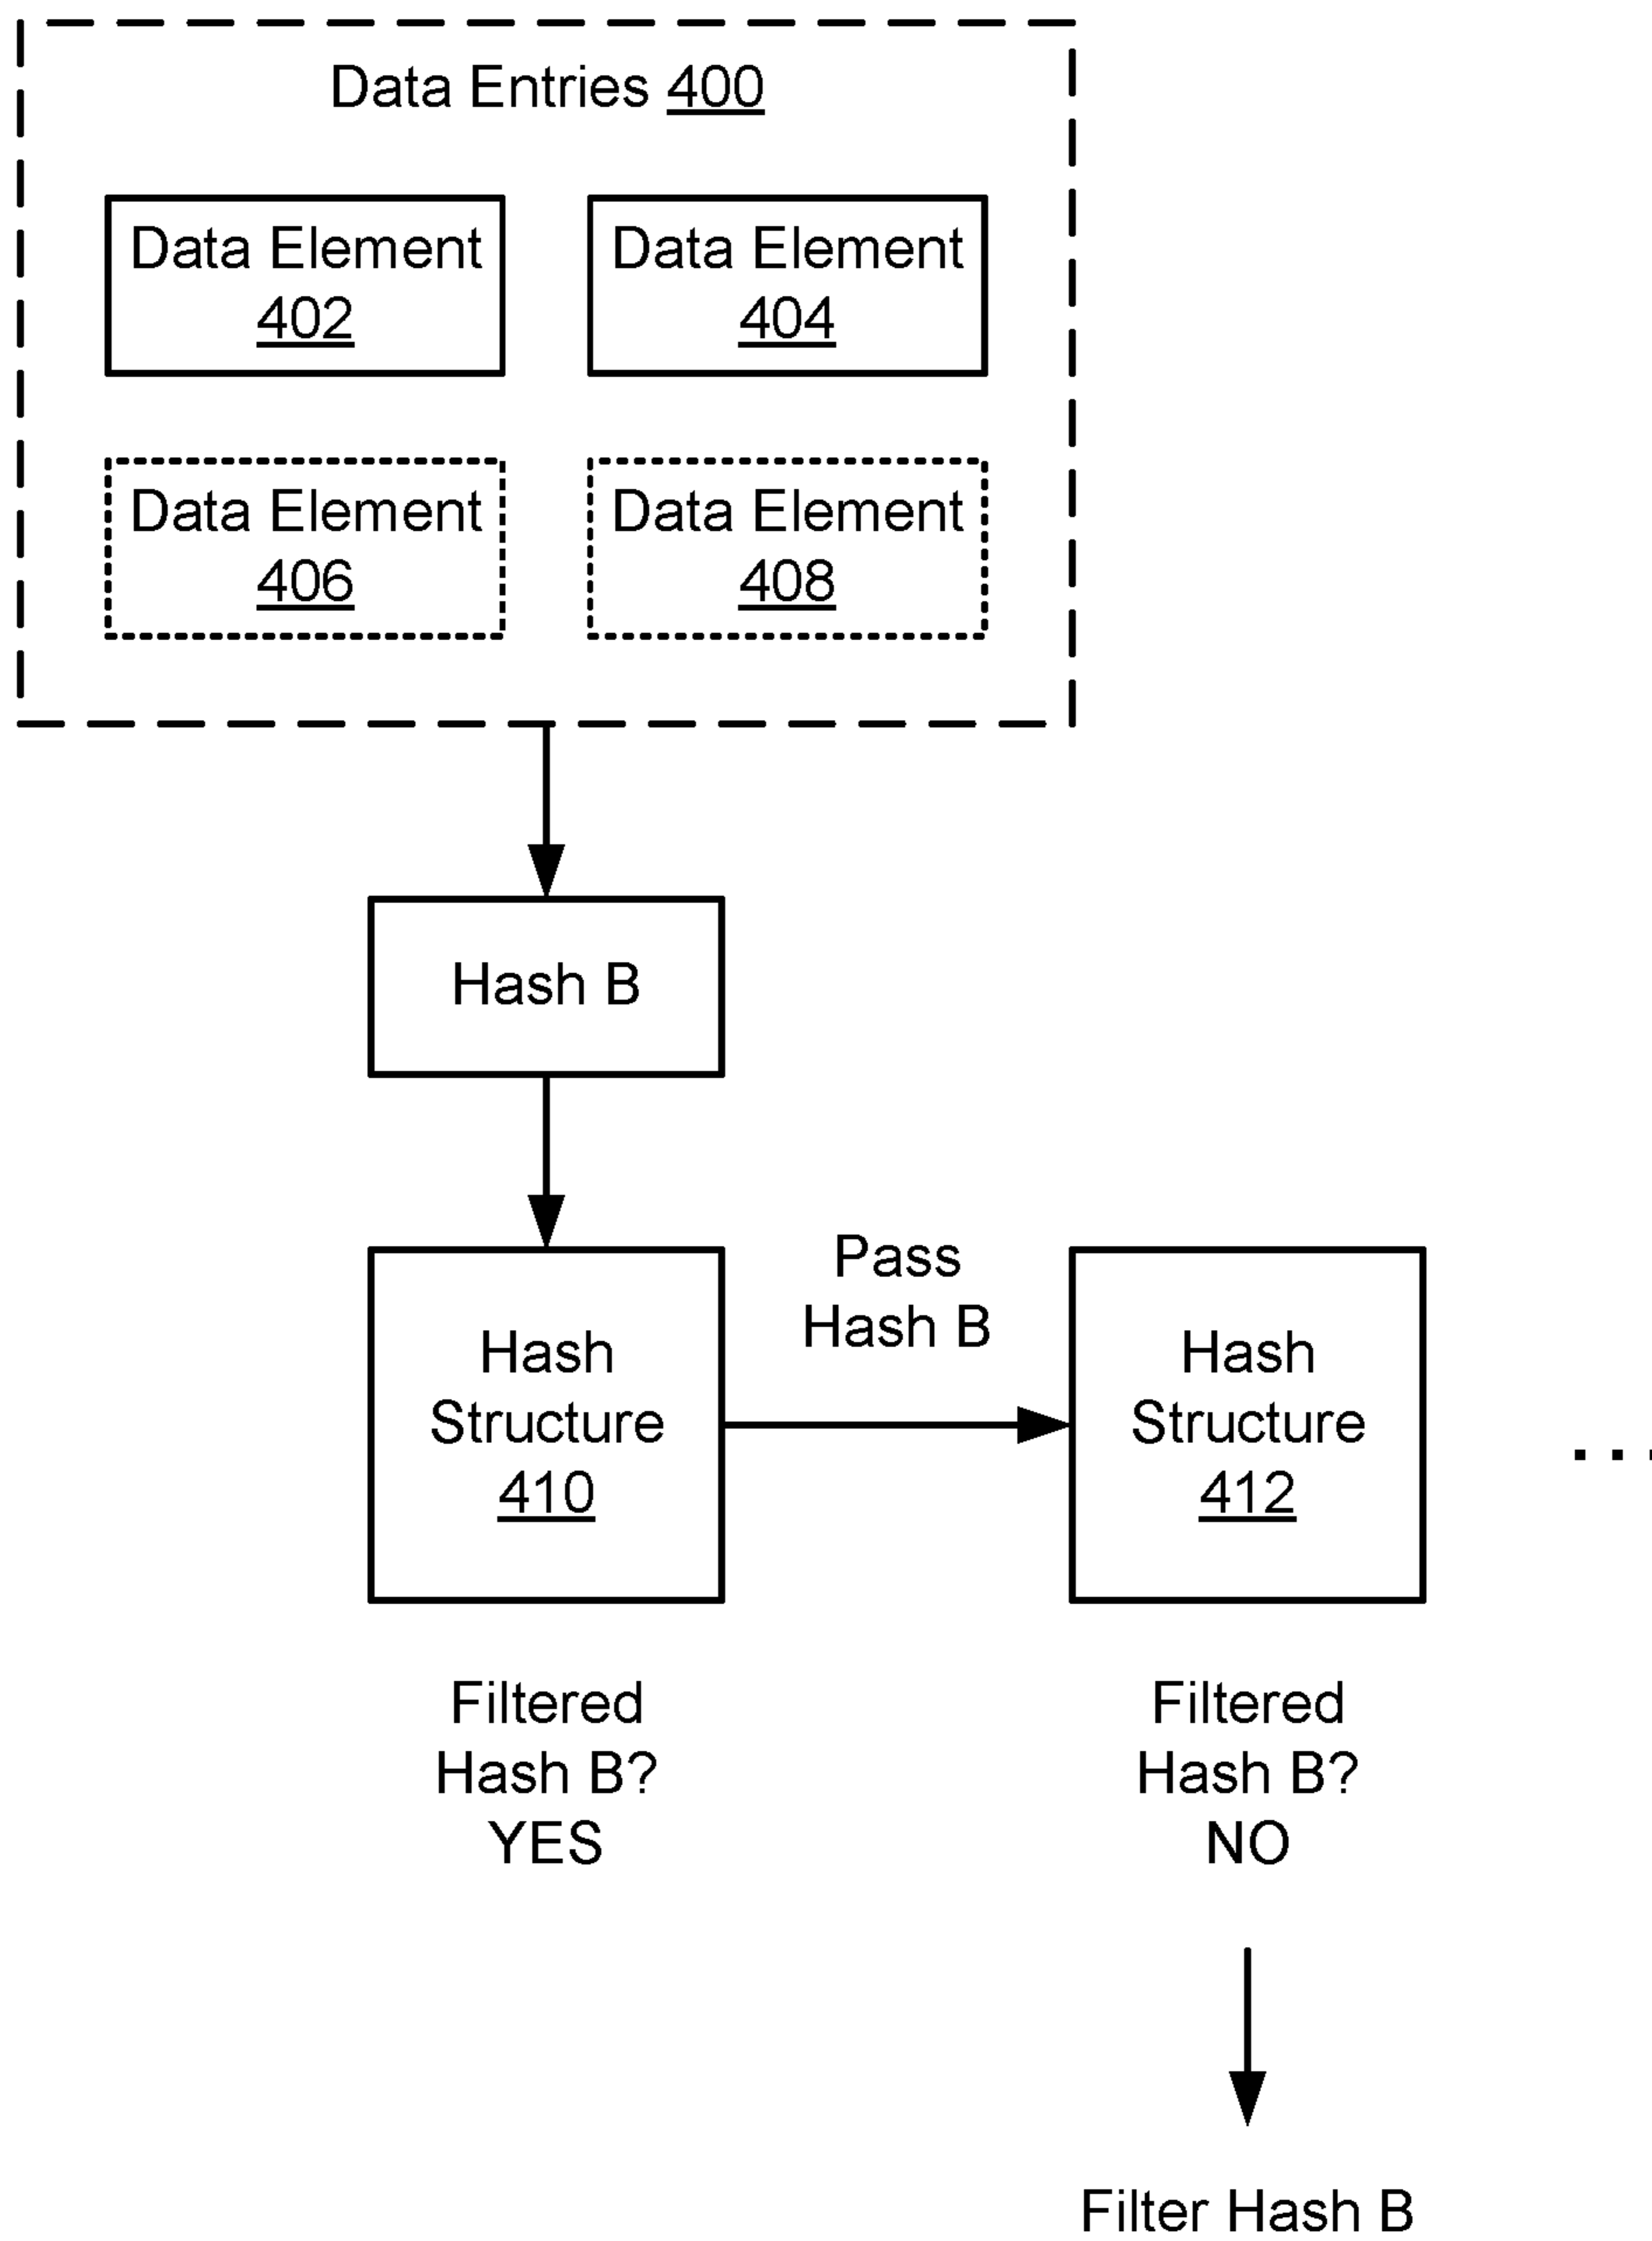 Data Entries 400
Data Element
402
Data Element
404
Data Element
406
Data Element
408
Hash B
Pass
Hash B
Hash
Structure
410
Hash
Structure
412
...
Filtered
Hash B?
YES
Filtered
Hash B?
NO
Filter Hash B